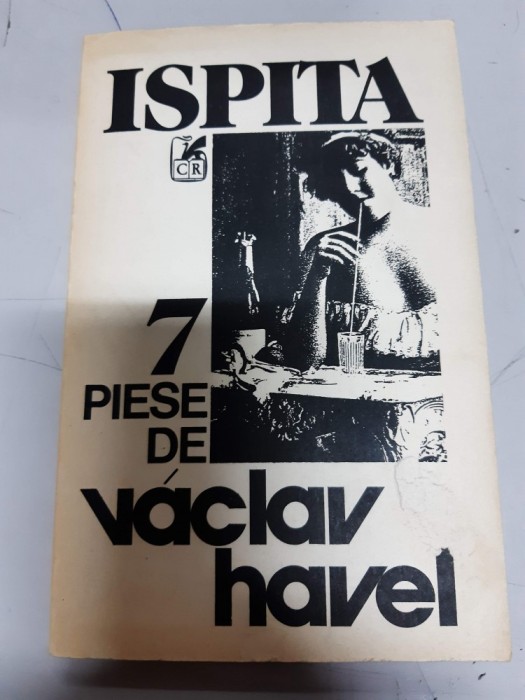 ISPITA
CR
7
PIESE
DE
václav
havel